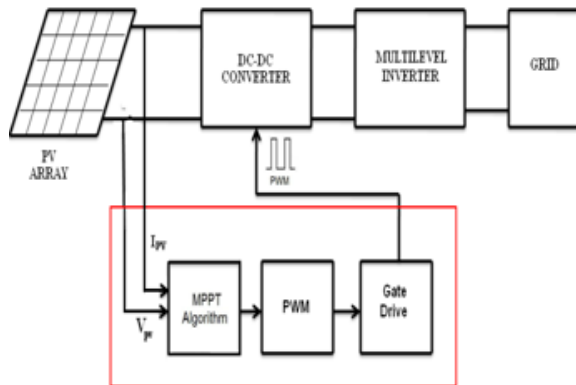 DC-DC
CONVERTER
MULTILEVEL
INVERTER
GRID
PV
ARRAY
PWM
IPV
Vpv
MPPT
Algorithm
PWM
Gate
Drive